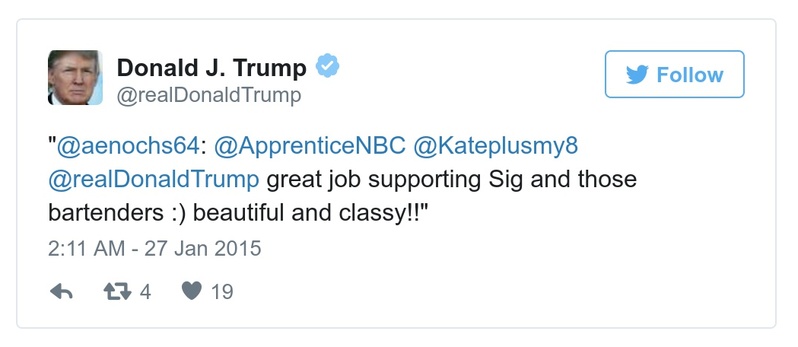 Donald J. Trump
@realDonaldTrump
Follow
"@aenochs64: @ApprenticeNBC @Kateplusmy8
@realDonaldTrump great job supporting Sig and those
bartenders :) beautiful and classy!!"
2:11 AM - 27 Jan 2015
4 19